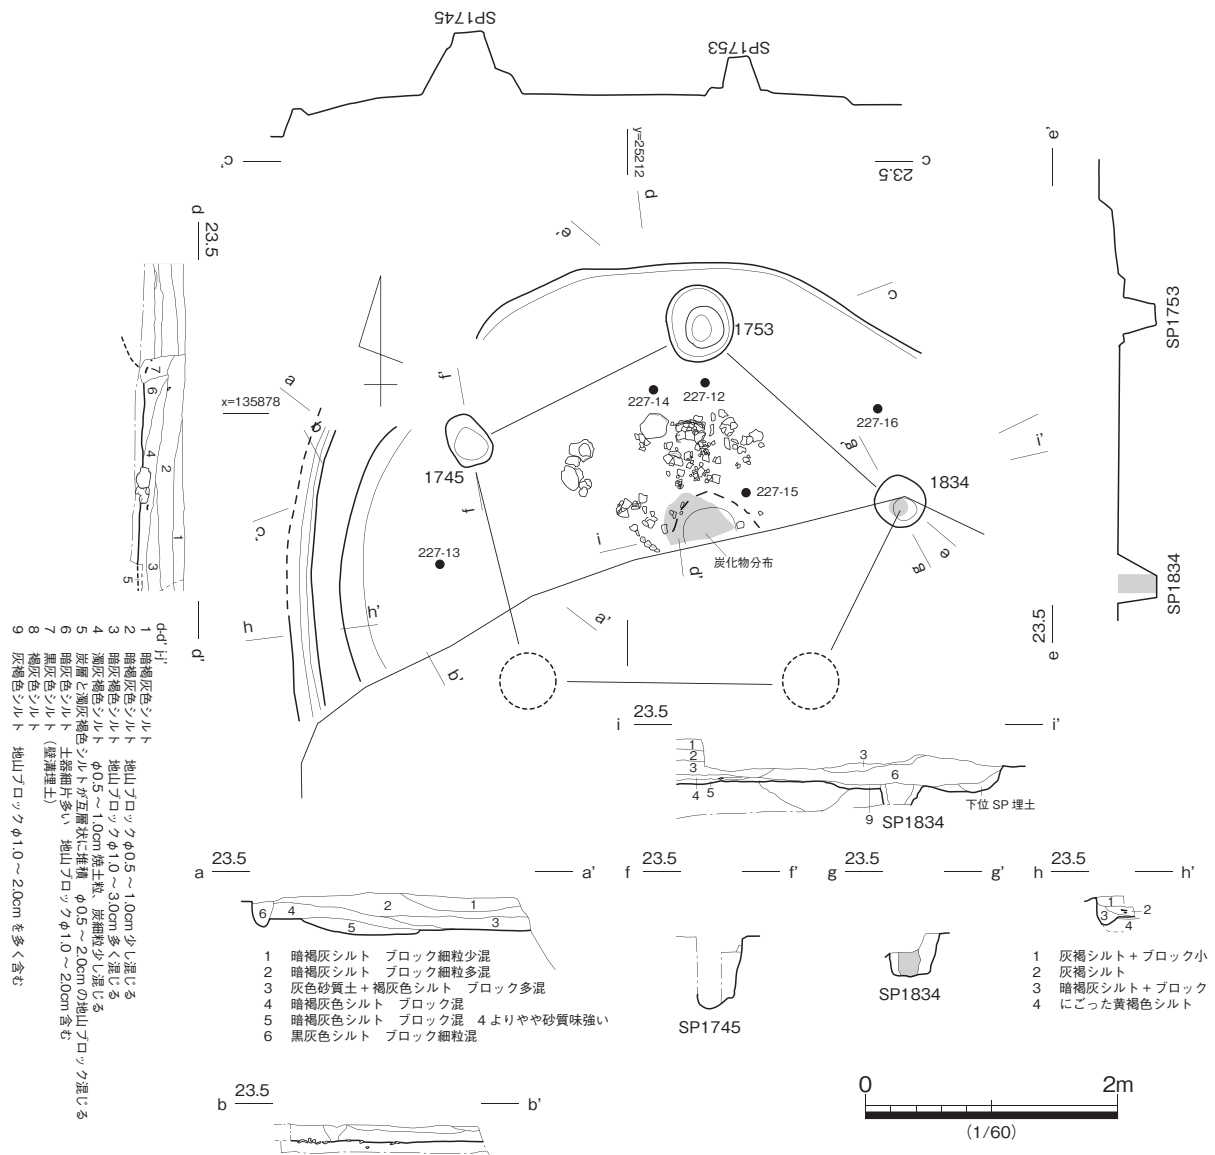 SP1745
SP1753
c'
c
23.5
y=25212
e'
d
23.5
d
e'
c
1753
SP1753
a
x=135878
b
f'
227-14
227-12
227-16
g'
i'
1745
1834
f
227-15
c'
i
炭化物分布
e
g
227-13
d'
SP1834
h
h'
a'
b'
23.5
e
d'
7
6
4
2
1
3
5
d-d' j-j'
1 暗褐灰色シルト
2 暗褐灰色シルト 地山ブロックφ0.5～1.0cm少し混じる
3 暗灰褐色シルト 地山ブロックφ1.0～3.0cm多く混じる
4 濁灰褐色シルト φ0.5～1.0cm焼土粒、炭細粒少し混じる
5 炭層と濁灰褐色シルトが互層状に堆積 φ0.5～2.0cmの地山ブロック混じる
6 暗灰色シルト 土器細片多い 地山ブロックφ1.0～2.0cm含む
7 黒灰色シルト（壁溝埋土）
8 褐灰色シルト
9 灰褐色シルト 地山ブロックφ1.0～2.0cmを多く含む
i 23.5 i'
1
2
3
4
5
3
6
9
SP1834
下位 SP 埋土
a 23.5 a'
6
4
2
1
5
3
1 暗褐灰シルト ブロック細粒少混
2 暗褐灰シルト ブロック細粒多混
3 灰色砂質土＋褐灰色シルト ブロック多混
4 暗褐灰色シルト ブロック混
5 暗褐灰色シルト ブロック混 4よりやや砂質味強い
6 黒灰色シルト ブロック細粒混
f 23.5 f'
SP1745
g 23.5 g'
SP1834
h 23.5 h'
1
2
3
4
1 灰褐シルト＋ブロック小
2 灰褐シルト
3 暗褐灰シルト＋ブロック
4 にごった黄褐色シルト
b 23.5 b'
0 2m
(1/60)